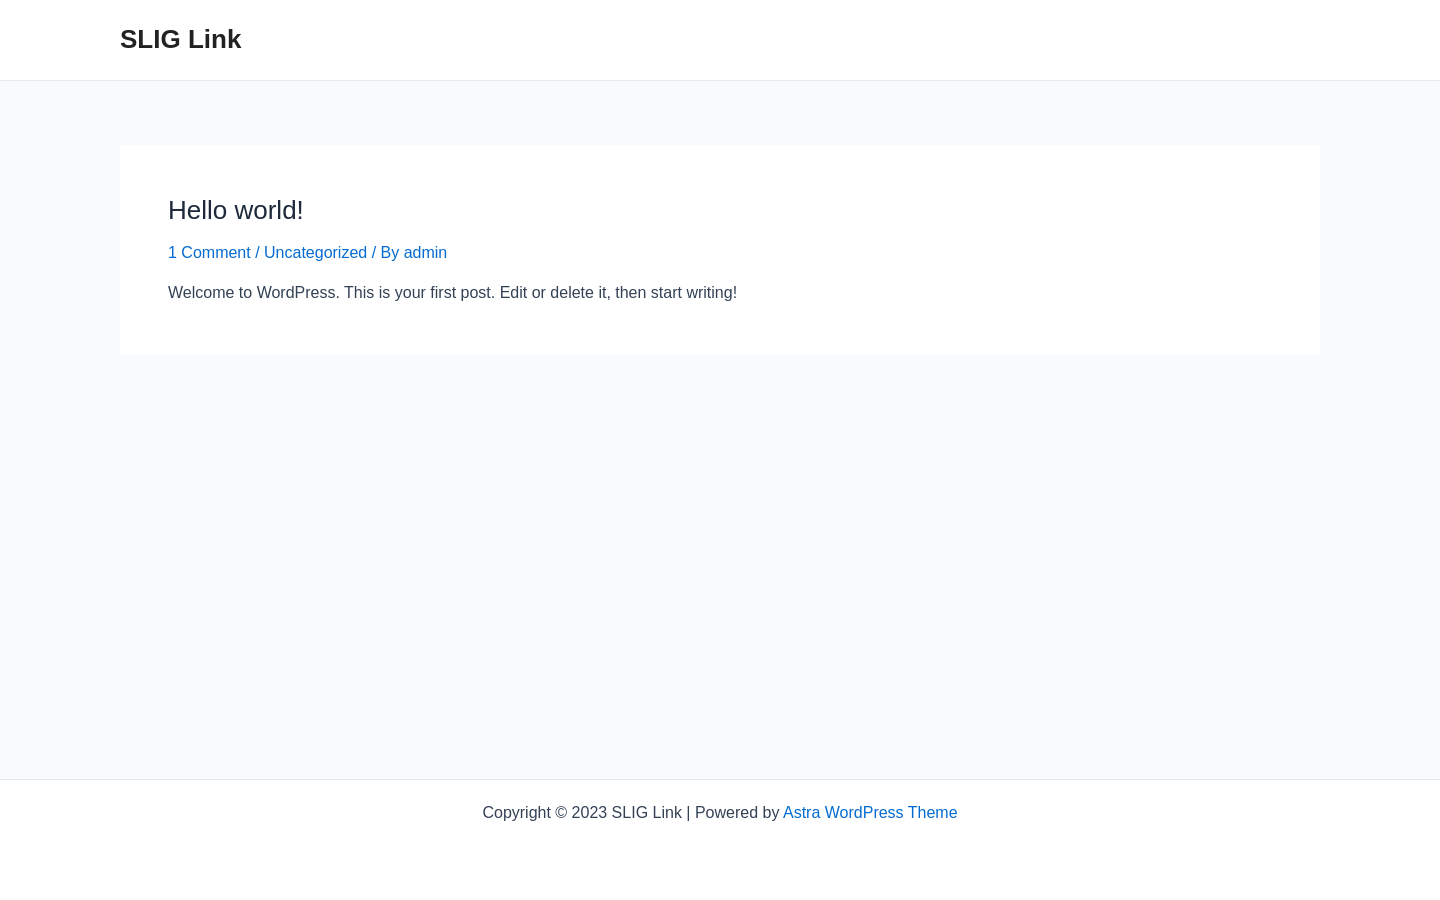 SLIG Link
Hello world!
1 Comment / Uncategorized / By admin
Welcome to WordPress. This is your first post. Edit or delete it, then start writing!
Copyright © 2023 SLIG Link | Powered by Astra WordPress Theme